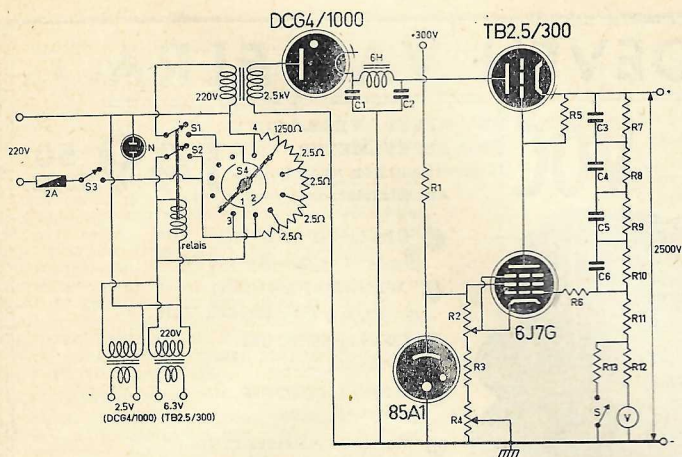 DCG4/1000
TB2.5/300
+300V
6H
220V
2.5kV
C1
C2
R5
+
C3
R7
220V
N
S1
S2
S4
4
1250Ω
2.5Ω
2.5Ω
2.5Ω
2.5Ω
1
2
3
2A
S3
relais
R1
C4
R8
C5
R9
2500V
C6
R10
R6
R11
R2
6J7G
R3
R13
R12
220V
85A1
R4
S
V
2.5V
6.3V
(DCG4/1000)
(TB2.5/300)
-